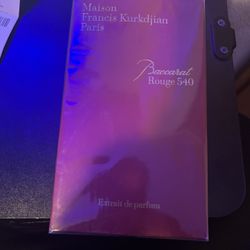 Maison
Francis Kurkdjian
Paris
Baccarat
Rouge 540
Extrait de parfum